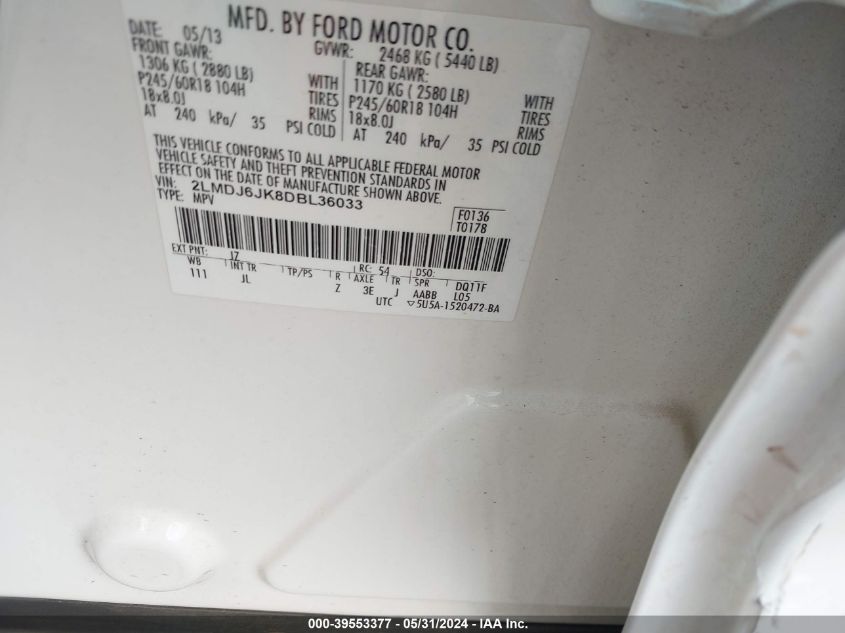 MFD. BY FORD MOTOR CO.
DATE: 05/13 GVWR: 2468 KG ( 5440 LB)
FRONT GAWR: REAR GAWR:
1306 KG ( 2880 LB) WITH 1170 KG ( 2580 LB) WITH
P245/60R18 104H TIRES P245/60R18 104H TIRES
18x8.0J RIMS 18x8.0J RIMS
AT 240 kPa/ 35 PSI COLD AT 240 kPa/ 35 PSI COLD
THIS VEHICLE CONFORMS TO ALL APPLICABLE FEDERAL MOTOR
VEHICLE SAFETY AND THEFT PREVENTION STANDARDS IN
EFFECT ON THE DATE OF MANUFACTURE SHOWN ABOVE.
VIN: 2LMDJ6JK8DBL36033
TYPE: MPV
F0136
T0178
EXT PNT: JZ RC: 54 DSO:
WB INT TR TP/PS R AXLE TR SPR DQ11F
111 JL Z 3E J AABB L05
UTC ▽5U5A-1520472-BA
000-39553377 - 05/31/2024 - IAA Inc.